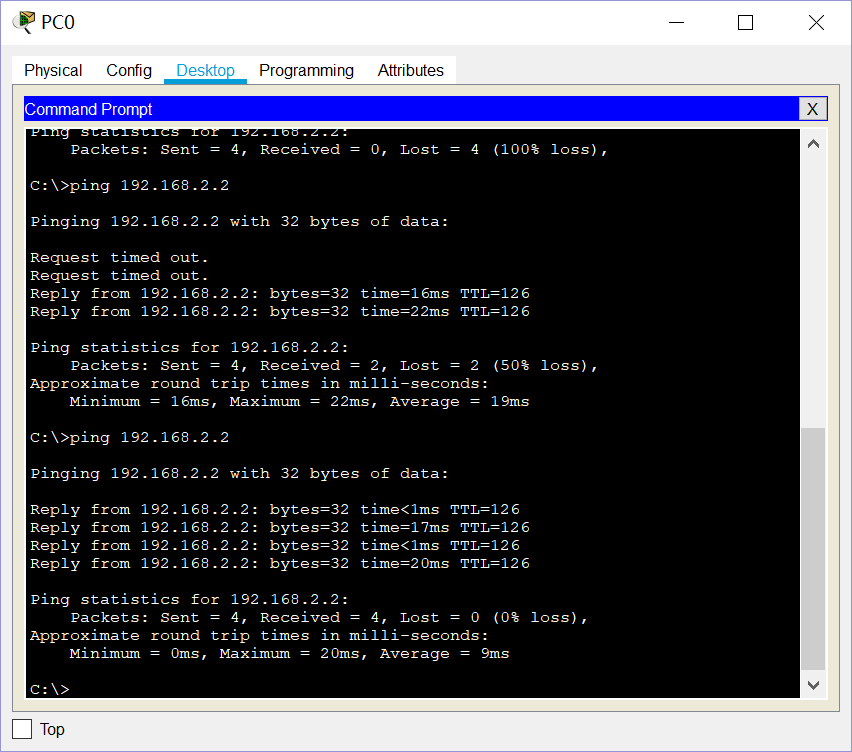 PC0
Physical Config Desktop Programming Attributes
Command Prompt X
Ping statistics for 192.168.2.2:
    Packets: Sent = 4, Received = 0, Lost = 4 (100% loss),
C:\>ping 192.168.2.2
Pinging 192.168.2.2 with 32 bytes of data:
Request timed out.
Request timed out.
Reply from 192.168.2.2: bytes=32 time=16ms TTL=126
Reply from 192.168.2.2: bytes=32 time=22ms TTL=126
Ping statistics for 192.168.2.2:
    Packets: Sent = 4, Received = 2, Lost = 2 (50% loss),
Approximate round trip times in milli-seconds:
    Minimum = 16ms, Maximum = 22ms, Average = 19ms
C:\>ping 192.168.2.2
Pinging 192.168.2.2 with 32 bytes of data:
Reply from 192.168.2.2: bytes=32 time<1ms TTL=126
Reply from 192.168.2.2: bytes=32 time=17ms TTL=126
Reply from 192.168.2.2: bytes=32 time<1ms TTL=126
Reply from 192.168.2.2: bytes=32 time=20ms TTL=126
Ping statistics for 192.168.2.2:
    Packets: Sent = 4, Received = 4, Lost = 0 (0% loss),
Approximate round trip times in milli-seconds:
    Minimum = 0ms, Maximum = 20ms, Average = 9ms
C:\>
Top